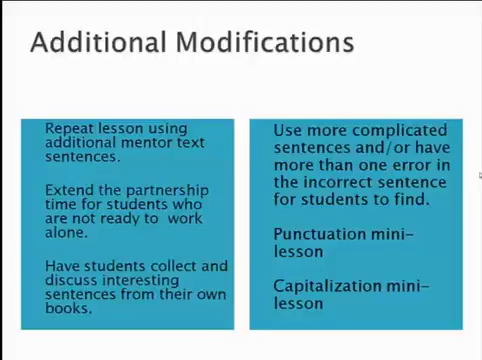 Additional Modifications
Repeat lesson using
additional mentor text
sentences.
Extend the partnership
time for students who
are not ready to work
alone.
Have students collect and
discuss interesting
sentences from their own
books.
Use more complicated
sentences and/or have
more than one error in
the incorrect sentence
for students to find.
Punctuation mini-
lesson
Capitalization mini-
lesson